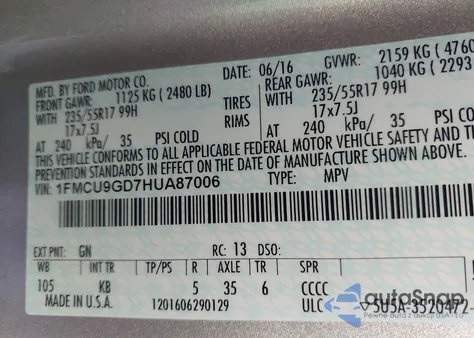 MFD. BY FORD MOTOR CO.
DATE: 06/16 GVWR: 2159 KG (4760
FRONT GAWR: 1125 KG (2480 LB) REAR GAWR: 1040 KG (2293
WITH 235/55R17 99H TIRES WITH 235/55R17 99H
17x7.5J RIMS 17x7.5J
AT 240 kPa/ 35 PSI COLD AT 240 kPa/ 35 PSI COLD
THIS VEHICLE CONFORMS TO ALL APPLICABLE FEDERAL MOTOR VEHICLE SAFETY AND
PREVENTION STANDARDS IN EFFECT ON THE DATE OF MANUFACTURE SHOWN
VIN: 1FMCU9GD7HUA87006 TYPE: MPV
EXT PNT: GN RC: 13 DSO:
WB INT TR TP/PS R AXLE TR SPR
105 KB 5 35 6 CCCC
MADE IN U.S.A. 1201606290129 ULC 5U5A-3520472-
autoSnap